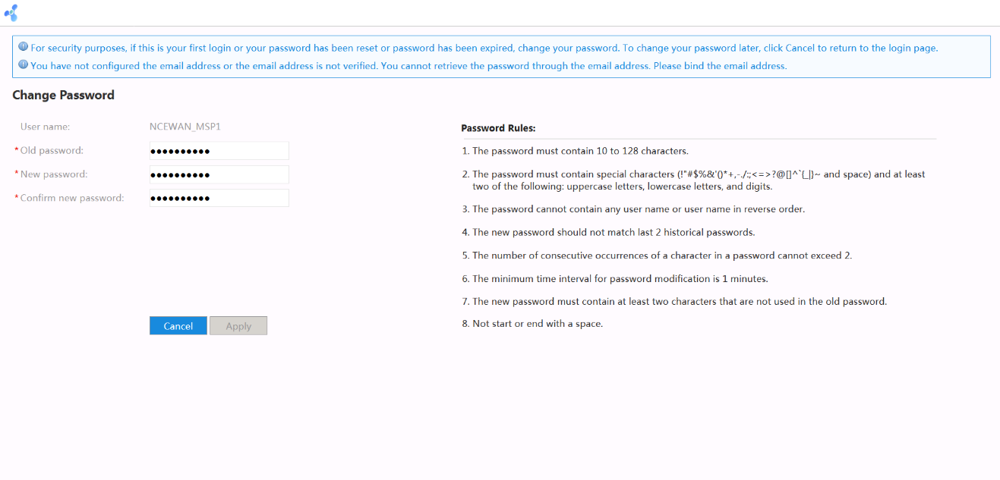 For security purposes, if this is your first login or your password has been reset or password has been expired, change your password. To change your password later, click Cancel to return to the login page.
You have not configured the email address or the email address is not verified. You cannot retrieve the password through the email address. Please bind the email address.
Change Password
User name: NCEWAN_MSP1
* Old password: ●●●●●●●●●●
* New password: ●●●●●●●●●●
* Confirm new password: ●●●●●●●●●●
Cancel Apply
Password Rules:
1. The password must contain 10 to 128 characters.
2. The password must contain special characters (!"#$%&'()*+,-./:;<=>?@[]^`{_|}~ and space) and at least
two of the following: uppercase letters, lowercase letters, and digits.
3. The password cannot contain any user name or user name in reverse order.
4. The new password should not match last 2 historical passwords.
5. The number of consecutive occurrences of a character in a password cannot exceed 2.
6. The minimum time interval for password modification is 1 minutes.
7. The new password must contain at least two characters that are not used in the old password.
8. Not start or end with a space.